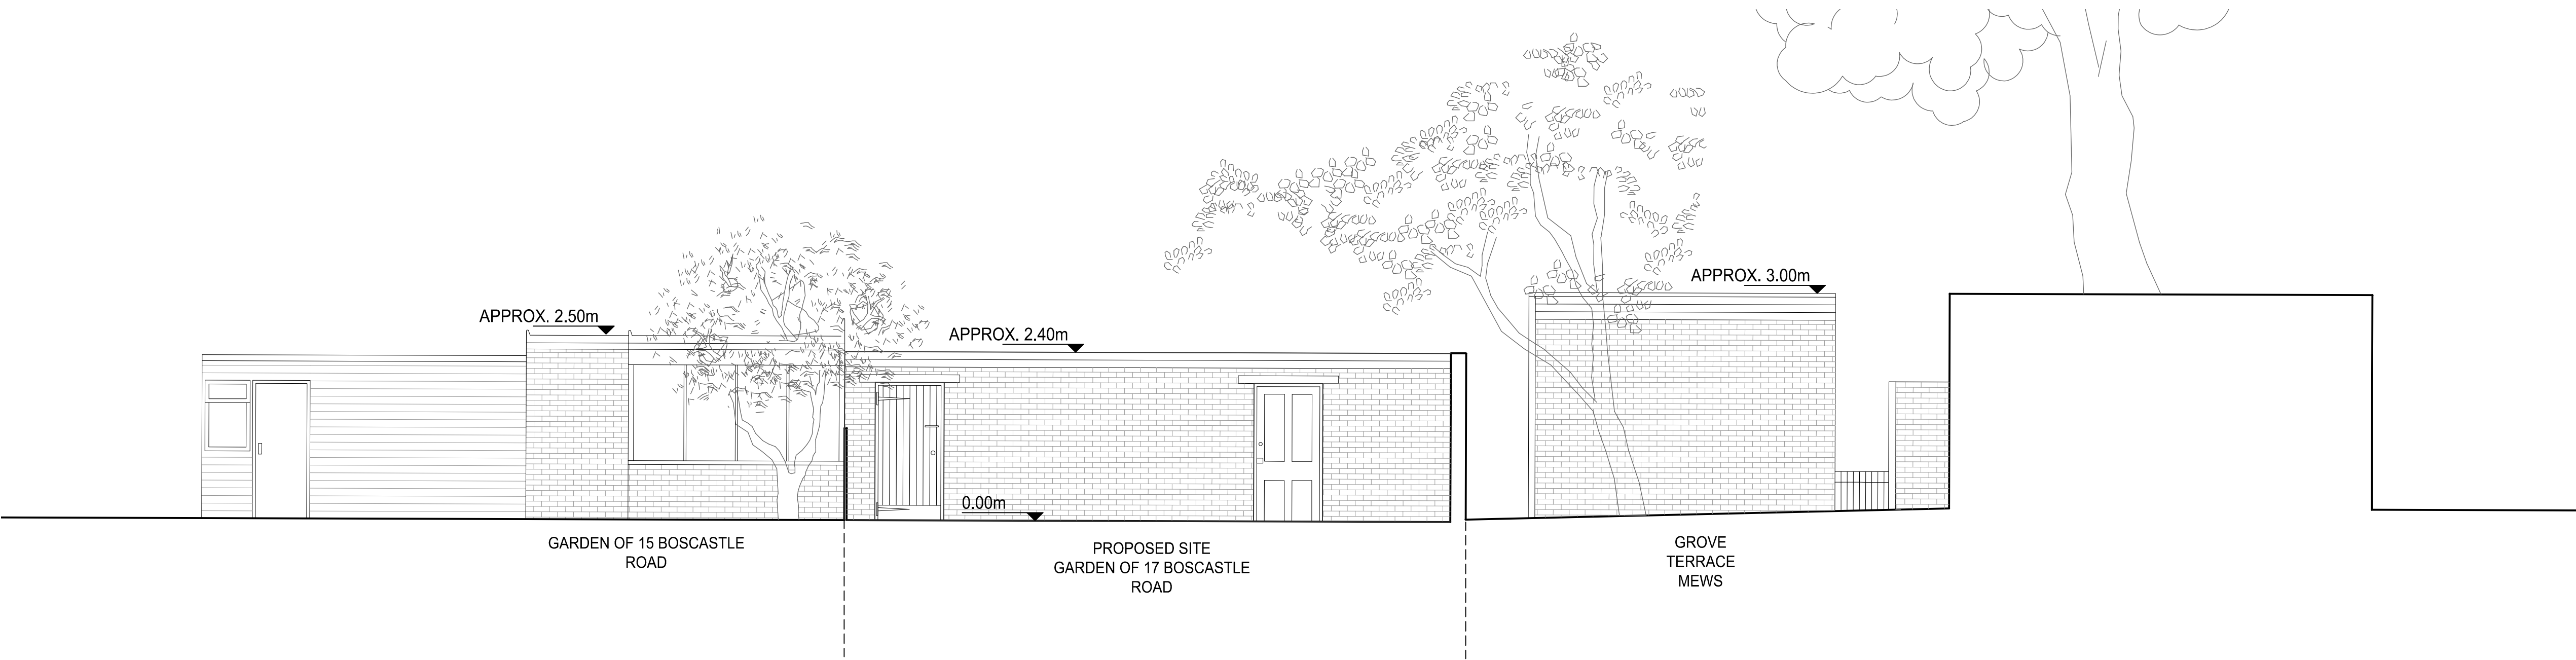 APPROX. 2.50m
APPROX. 2.40m
APPROX. 3.00m
0.00m
GARDEN OF 15 BOSCASTLE
ROAD
PROPOSED SITE
GARDEN OF 17 BOSCASTLE
ROAD
GROVE
TERRACE
MEWS